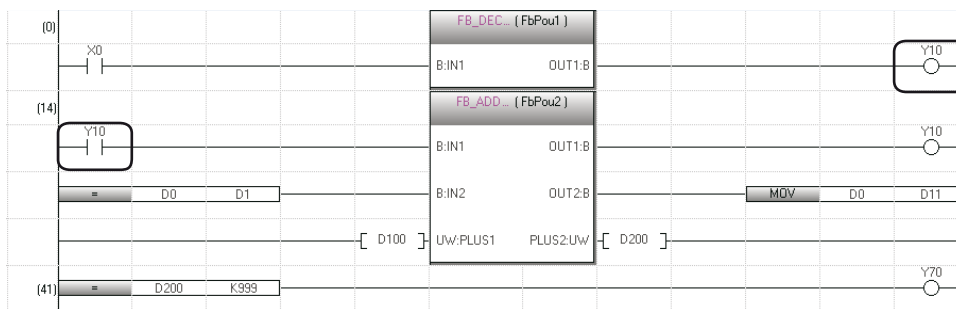 (0)
FB_DEC... (FbPou1)
X0
Y10
B:IN1 OUT1:B
(14)
FB_ADD... (FbPou2)
Y10
Y10
B:IN1 OUT1:B
= D0 D1
B:IN2 OUT2:B
MOV D0 D11
D100
UW:PLUS1 PLUS2:UW
D200
Y70
(41) = D200 K999